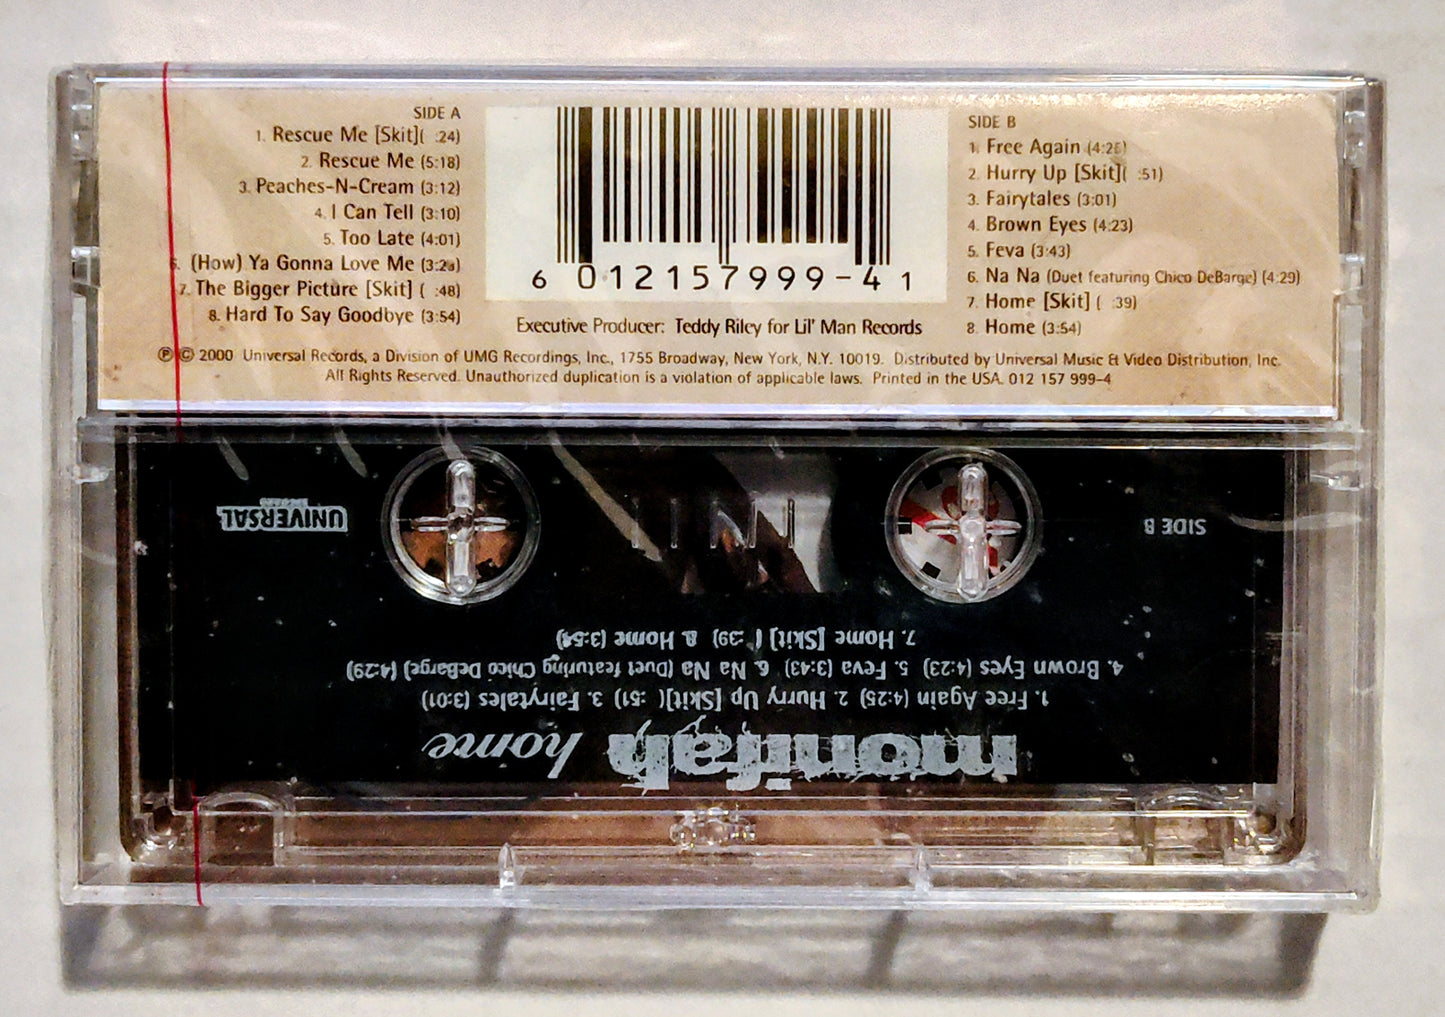 SIDE A
1. Rescue Me [Skit]( :24)
2. Rescue Me (5:18)
3. Peaches-N-Cream (3:12)
4. I Can Tell (3:10)
5. Too Late (4:01)
6. (How) Ya Gonna Love Me
7. The Bigger Picture [Skit] ( :48)
8. Hard To Say Goodbye (3:54)
6 012157999-4 1
Executive Producer: Teddy Riley for Lil' Man Records
SIDE B
1. Free Again (4:25)
2. Hurry Up [Skit]( :51)
3. Fairytales (3:01)
4. Brown Eyes (4:23)
5. Feva (3:43)
6. Na Na (Duet featuring Chico DeBarge) (4:29)
7. Home [Skit] ( :39)
8. Home (3:54)
℗ © 2000 Universal Records, a Division of UMG Recordings, Inc., 1755 Broadway, New York, N.Y. 10019. Distributed by Universal Music & Video Distribution, Inc.
All Rights Reserved. Unauthorized duplication is a violation of applicable laws. Printed in the USA. 012 157 999-4
monifah home
1. Free Again (4:25) 2. Hurry Up [Skit]( :51) 3. Fairytales (3:01)
4. Brown Eyes (4:23) 5. Feva (3:43) 6. Na Na (Duet featuring Chico DeBarge) (4:29)
7. Home [Skit] ( :39) 8. Home (3:54)
SIDE B
UNIVERSAL
RECORDS